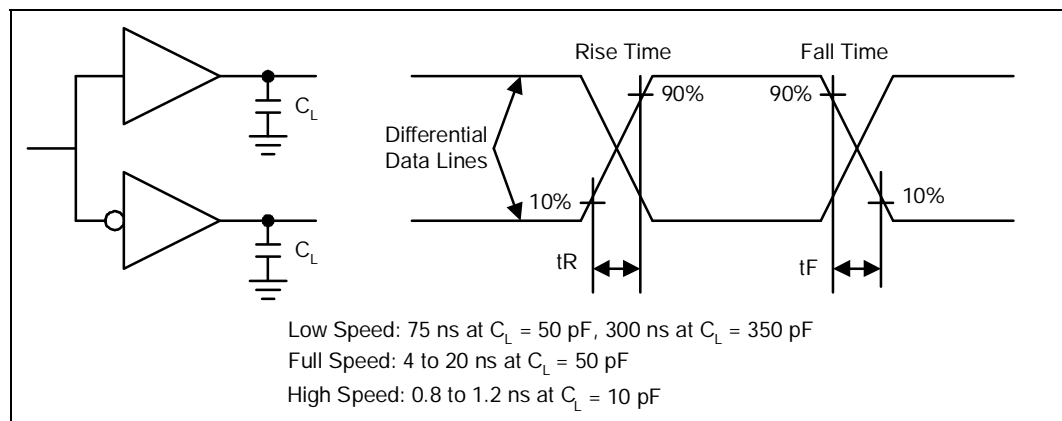 Rise Time
Fall Time
C_L
90%
90%
Differential
Data Lines
10%
10%
C_L
tR
tF
Low Speed: 75 ns at C_L = 50 pF, 300 ns at C_L = 350 pF
Full Speed: 4 to 20 ns at C_L = 50 pF
High Speed: 0.8 to 1.2 ns at C_L = 10 pF